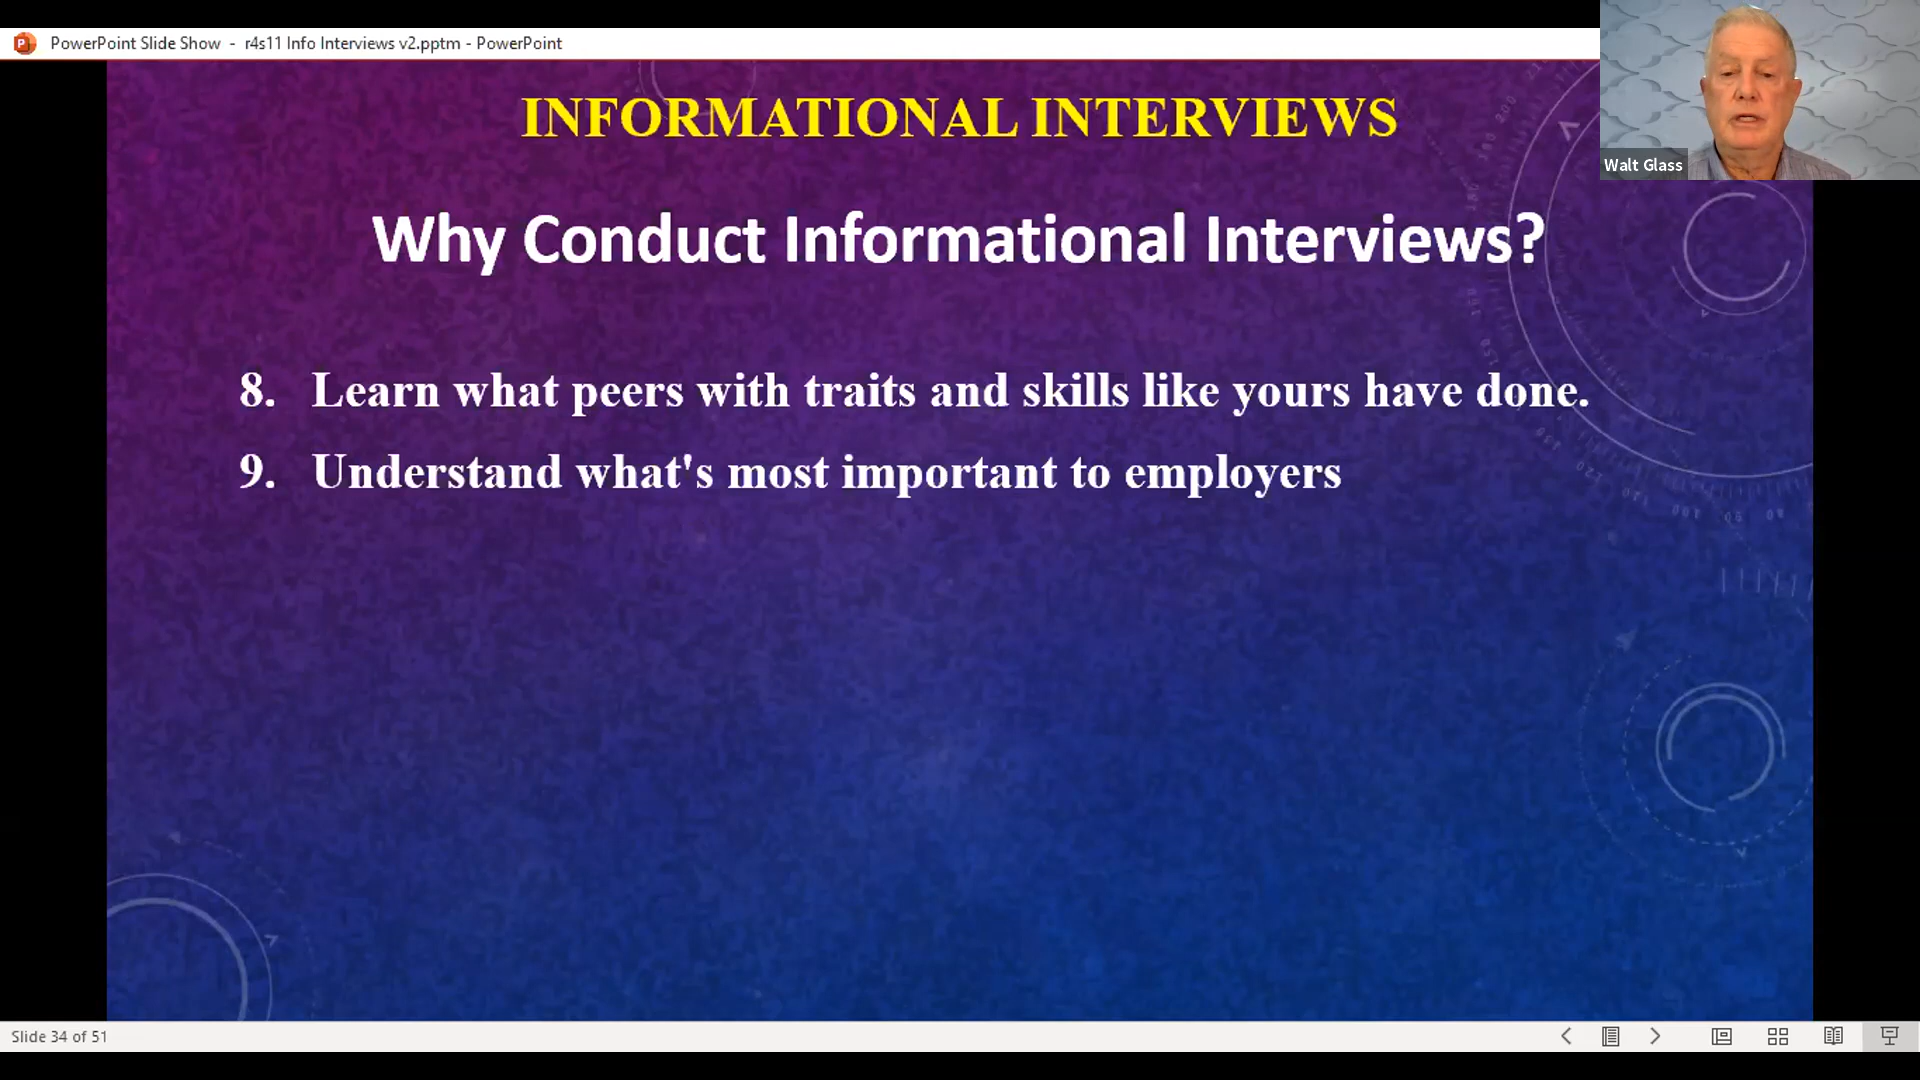 PowerPoint Slide Show - r4s11 Info Interviews v2.pptm - PowerPoint
Walt Glass
INFORMATIONAL INTERVIEWS
Why Conduct Informational Interviews?
8. Learn what peers with traits and skills like yours have done.
9. Understand what's most important to employers
Slide 34 of 51